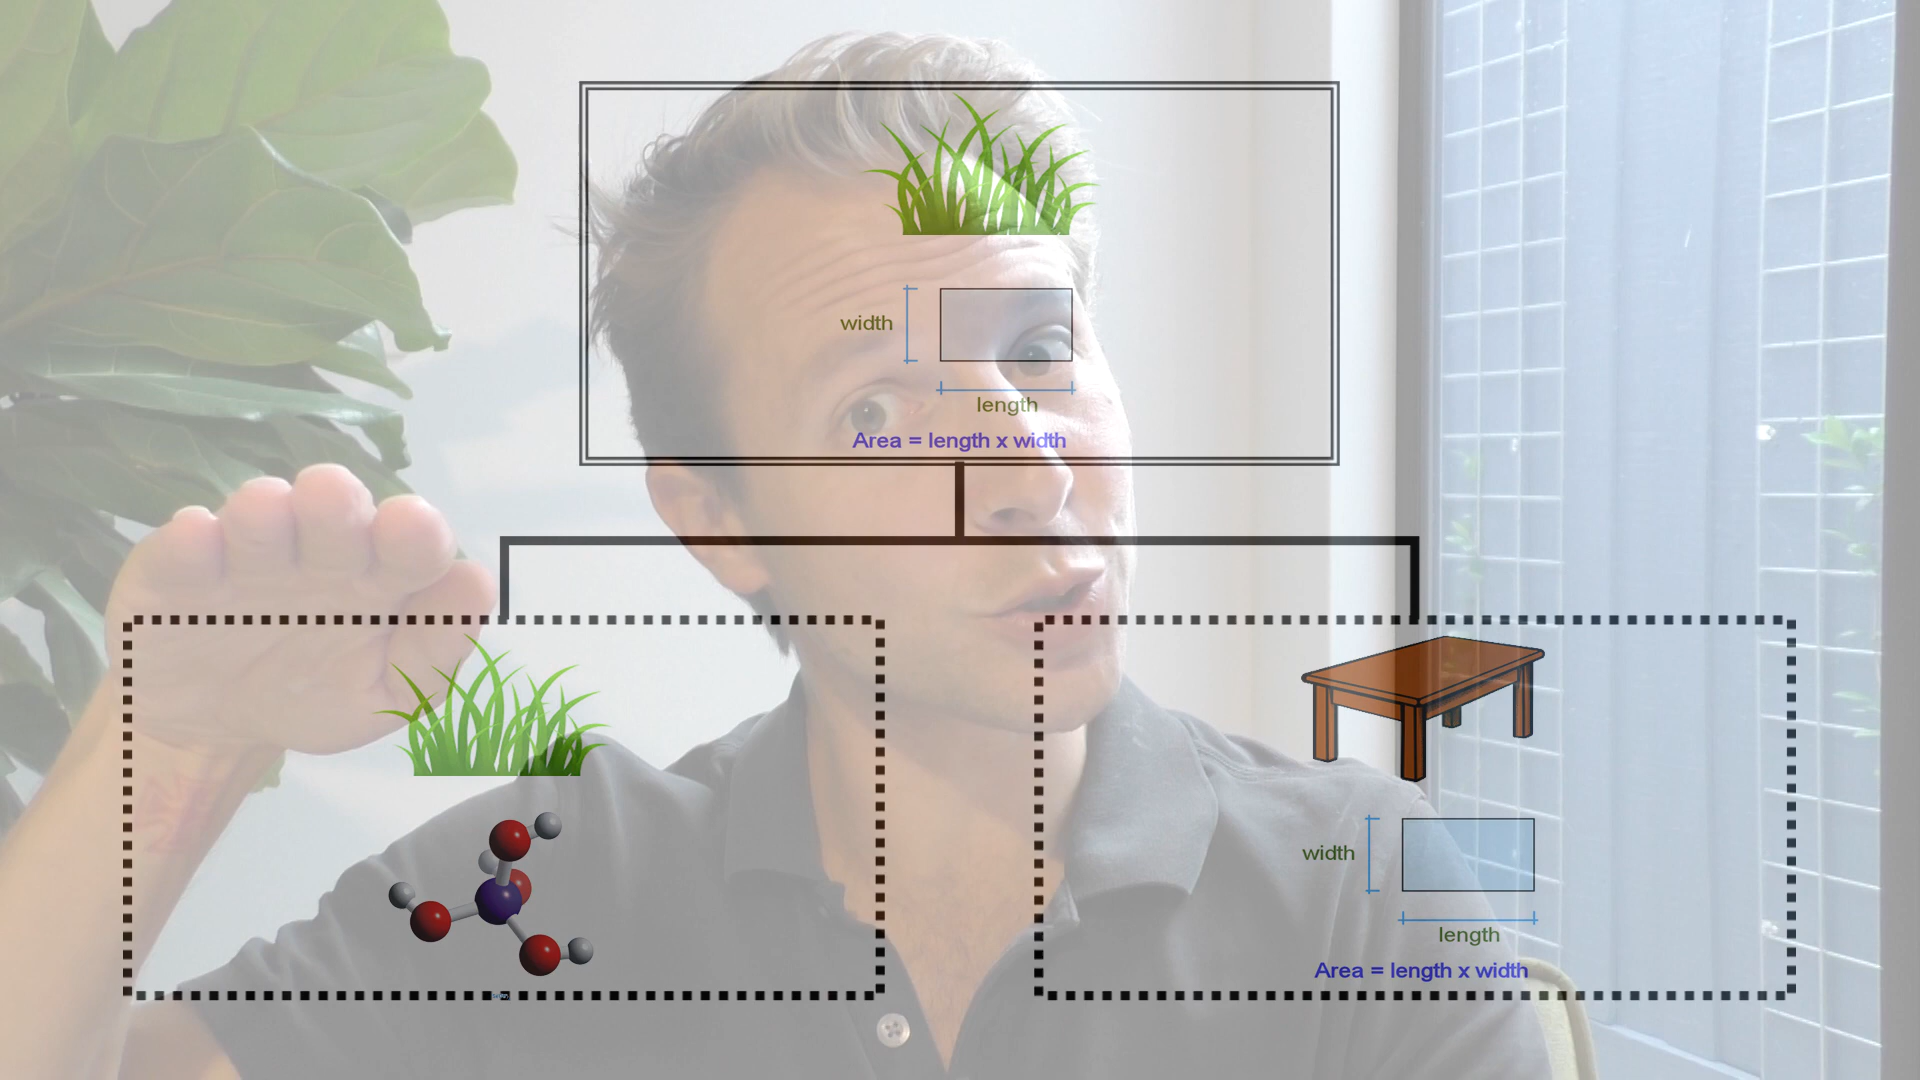 width
length
Area = length x width
width
length
Area = length x width